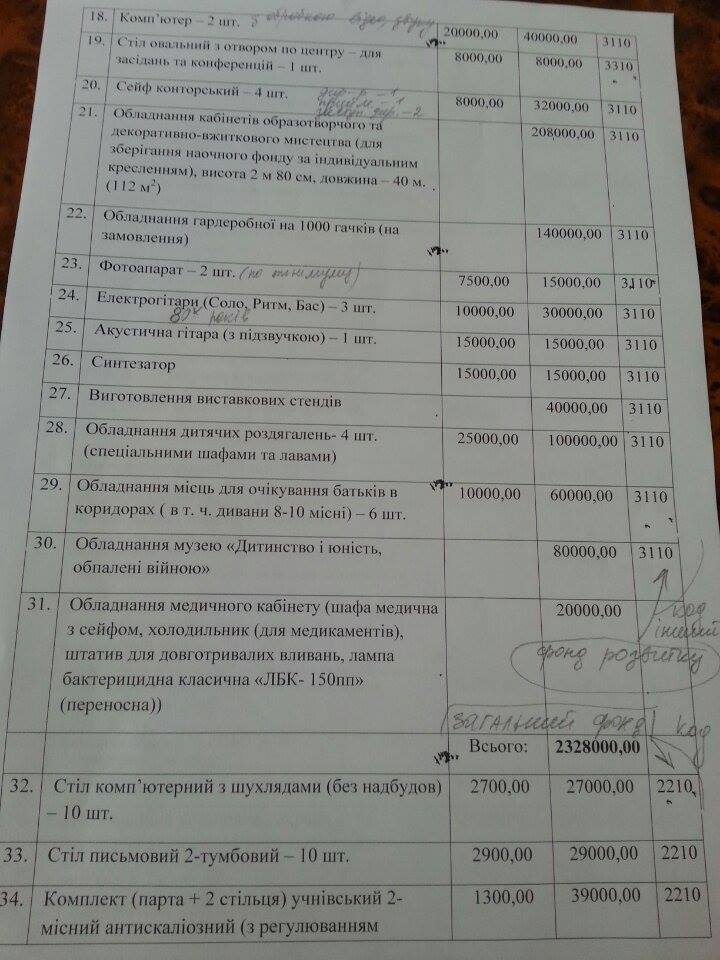 18. Комп’ютер – 2 шт. з обробкою відео, звуку 20000,00 40000,00 3110
19. Стіл овальний з отвором по центру – для 8000,00 8000,00 3310
засідань та конференцій – 1 шт.
20. Сейф конторський – 4 шт. 8000,00 32000,00 3110
дир-р – 1
заступ. дир. – 2
21. Обладнання кабінетів образотворчого та 208000,00 3110
декоративно-вжиткового мистецтва (для
зберігання наочного фонду за індивідуальним
кресленням), висота 2 м 80 см, довжина – 40 м.
(112 м²)
22. Обладнання гардеробної на 1000 гачків (на 140000,00 3110
замовлення)
23. Фотоапарат – 2 шт. (по мінімуму) 7500,00 15000,00 3110
24. Електрогітари (Соло, Ритм, Бас) – 3 шт. 10000,00 30000,00 3110
80х років
25. Акустична гітара (з підзвучкою) – 1 шт. 15000,00 15000,00 3110
26. Синтезатор 15000,00 15000,00 3110
27. Виготовлення виставкових стендів 40000,00 3110
28. Обладнання дитячих роздягалень- 4 шт. 25000,00 100000,00 3110
(спеціальними шафами та лавами)
29. Обладнання місць для очікування батьків в 10000,00 60000,00 3110
коридорах ( в т. ч. дивани 8-10 місні) – 6 шт.
30. Обладнання музею «Дитинство і юність, 80000,00 3110
обпалені війною»
31. Обладнання медичного кабінету (шафа медична 20000,00 код
з сейфом, холодильник (для медикаментів), інший
штатив для довготривалих вливань, лампа фонд розвитку
бактерицидна класична «ЛБК- 150пп»
(переносна))
загальний фонд код
Всього: 2328000,00
32. Стіл комп’ютерний з шухлядами (без надбудов) 2700,00 27000,00 2210
– 10 шт.
33. Стіл письмовий 2-тумбовий – 10 шт. 2900,00 29000,00 2210
34. Комплект (парта + 2 стільця) учнівський 2- 1300,00 39000,00 2210
місний антискаліозний (з регулюванням